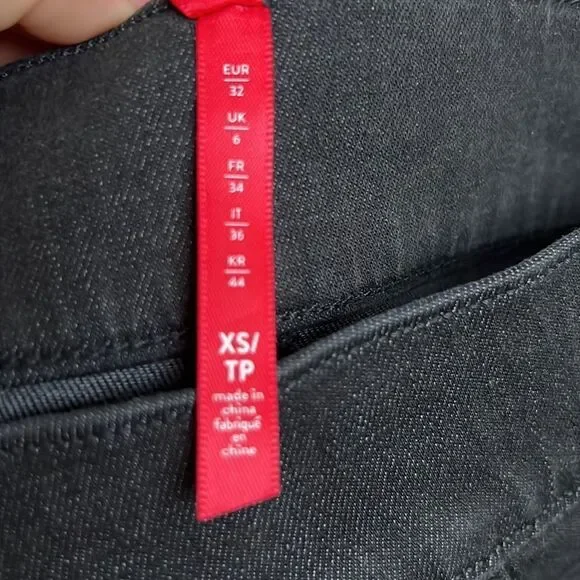 EUR
32
UK
6
FR
34
IT
36
KR
44
XS/
TP
made in
china
fabriqué
en
chine